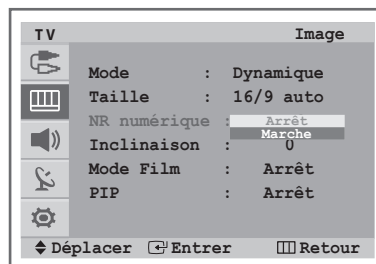 TV Image
Mode : Dynamique
Taille : 16/9 auto
NR numérique : Arrêt
Marche
Inclinaison : 0
Mode Film : Arrêt
PIP : Arrêt
Déplacer Entrer Retour